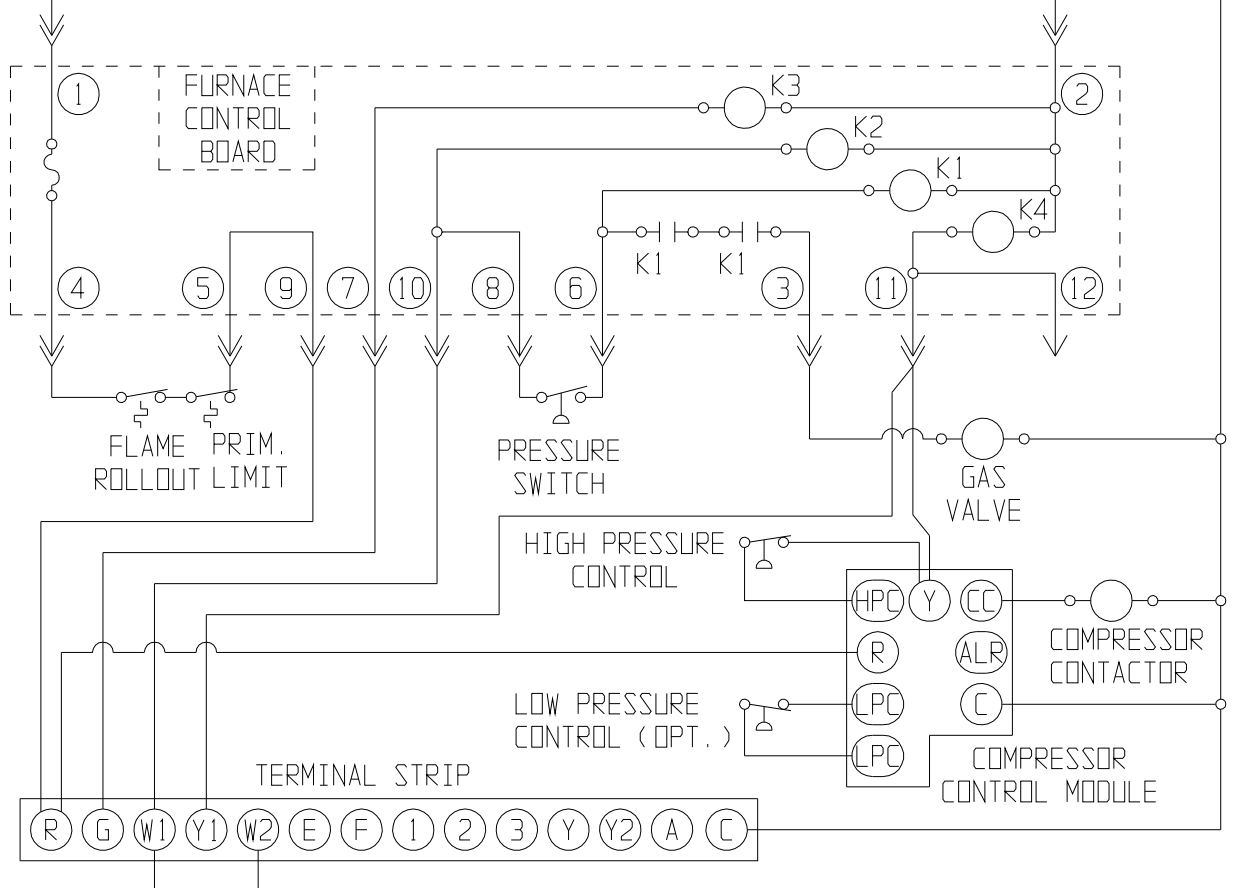 1
FURNACE
CONTROL
BOARD
K3
2
K2
K1
K4
K1
K1
4
5
9
7
10
8
6
3
11
12
FLAME
ROLLOUT
PRIM.
LIMIT
PRESSURE
SWITCH
GAS
VALVE
HIGH PRESSURE
CONTROL
HPC
Y
CC
R
ALR
COMPRESSOR
CONTACTOR
LOW PRESSURE
CONTROL (OPT.)
LPC
C
LPC
COMPRESSOR
CONTROL MODULE
TERMINAL STRIP
R G W1 Y1 W2 E F 1 2 3 Y Y2 A C